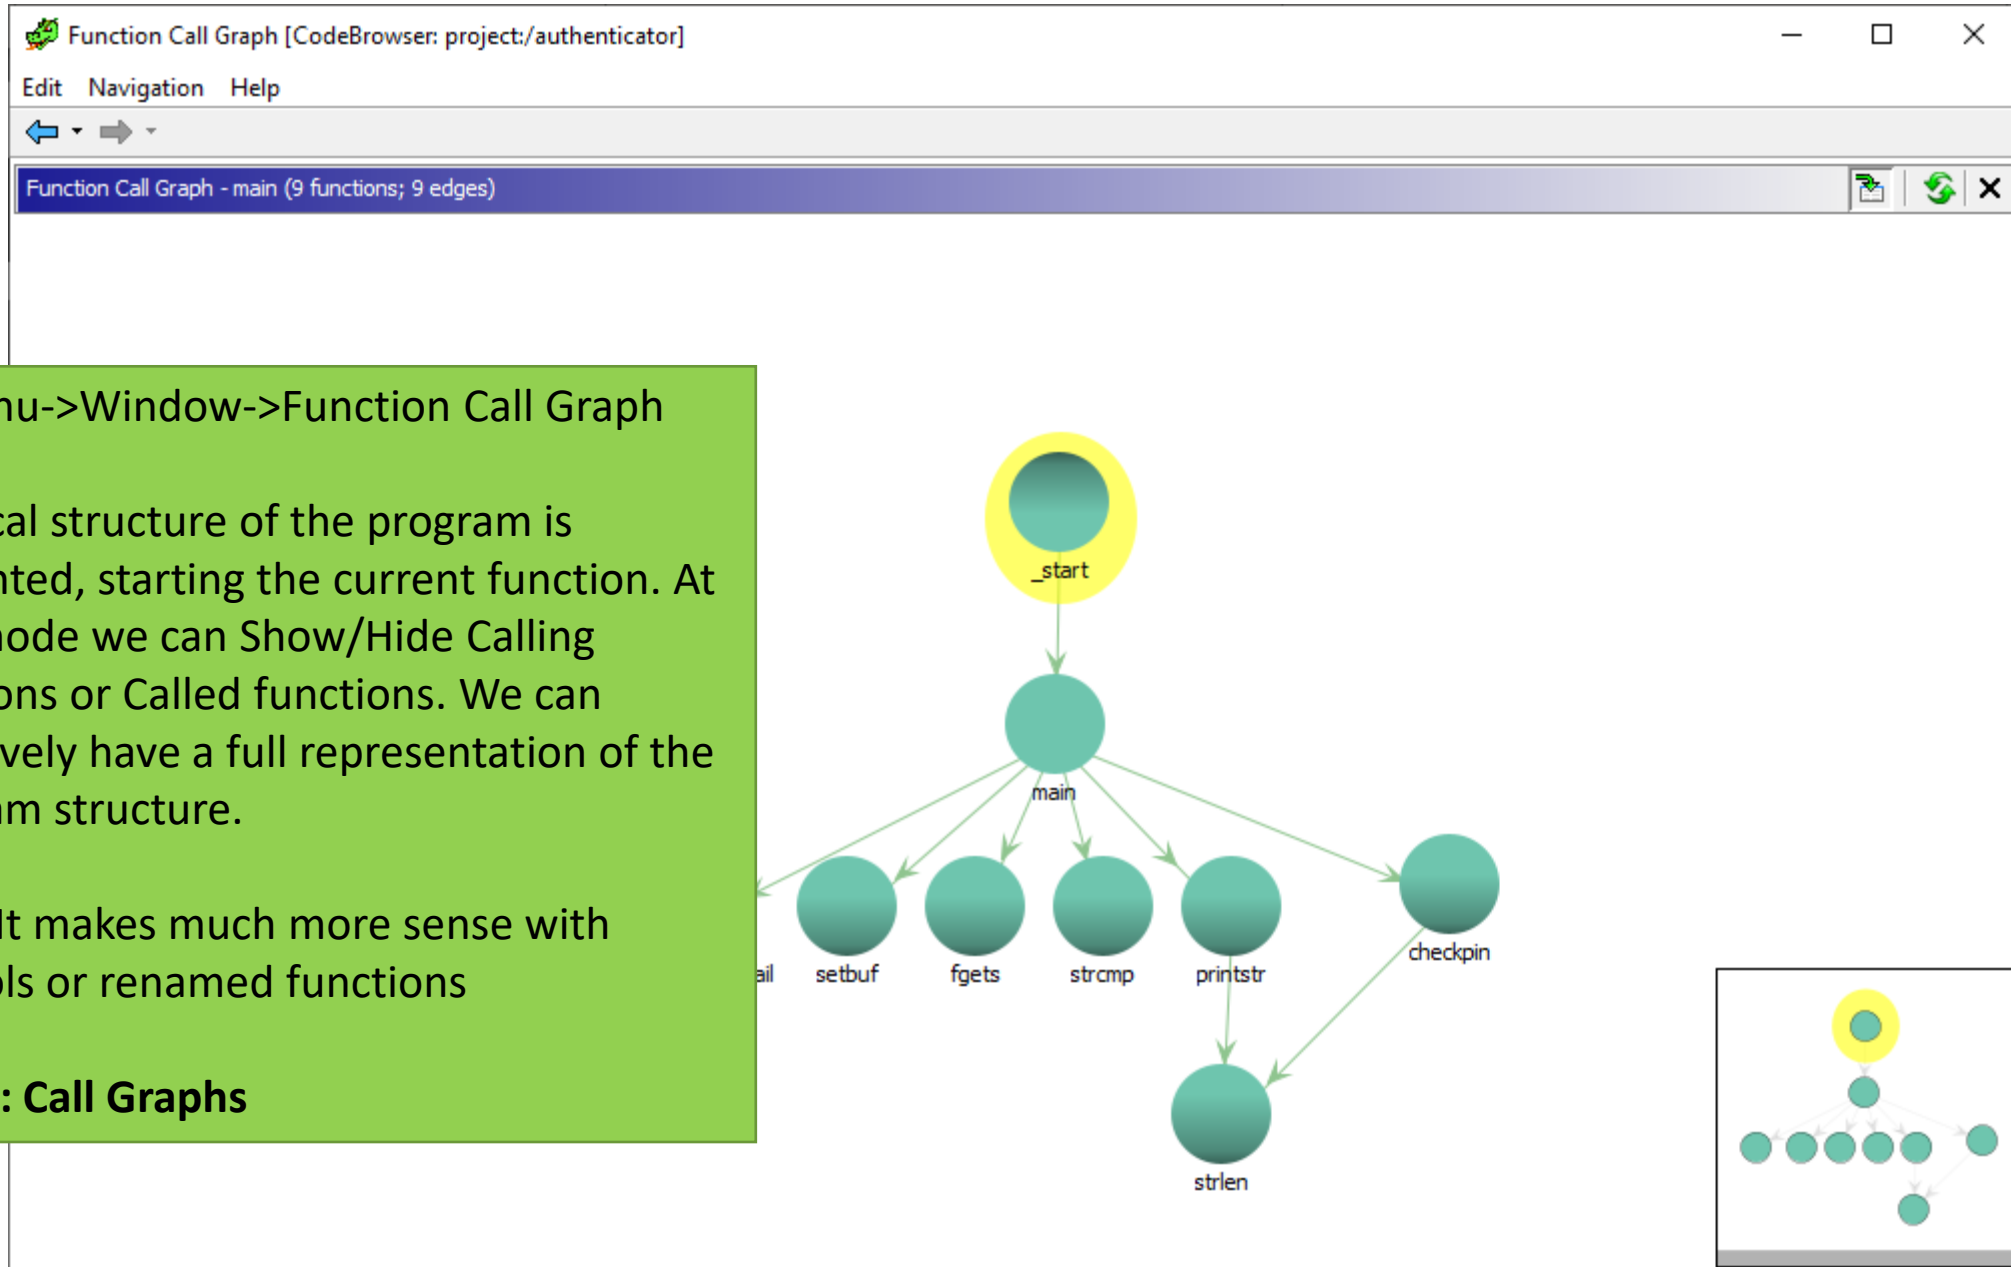 Function Call Graph [CodeBrowser: project:/authenticator]
Edit Navigation Help
Function Call Graph - main (9 functions; 9 edges)
nu->Window->Function Call Graph
cal structure of the program is
nted, starting the current function. At
node we can Show/Hide Calling
ons or Called functions. We can
vely have a full representation of the
am structure.
It makes much more sense with
ols or renamed functions
: Call Graphs
_start
main
ail setbuf fgets strcmp printstr checkpin
strlen